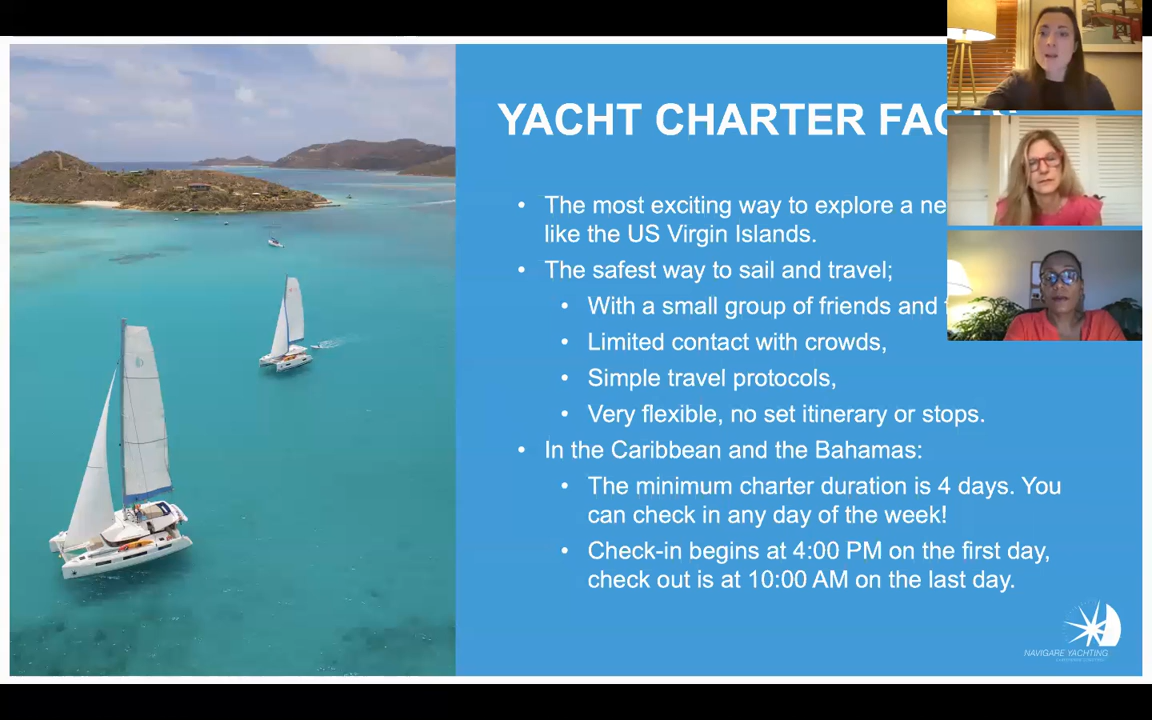 YACHT CHARTER FAC
• The most exciting way to explore a ne
like the US Virgin Islands.
• The safest way to sail and travel;
• With a small group of friends and
• Limited contact with crowds,
• Simple travel protocols,
• Very flexible, no set itinerary or stops.
• In the Caribbean and the Bahamas:
• The minimum charter duration is 4 days. You
can check in any day of the week!
• Check-in begins at 4:00 PM on the first day,
check out is at 10:00 AM on the last day.
NAVIGARE YACHTING